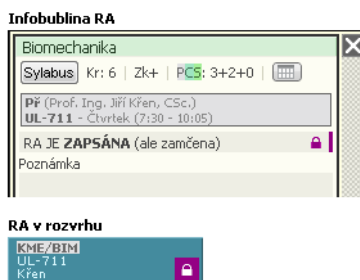 Infobublina RA
Biomechanika
Sylabus Kr: 6 | Zk+ | PCS: 3+2+0 |
Př (Prof. Ing. Jiří Křen, CSc.)
UL-711 - Čtvrtek (7:30 - 10:05)
RA JE ZAPSÁNA (ale zamčena)
Poznámka
RA v rozvrhu
KME/BIM
UL-711
Křen